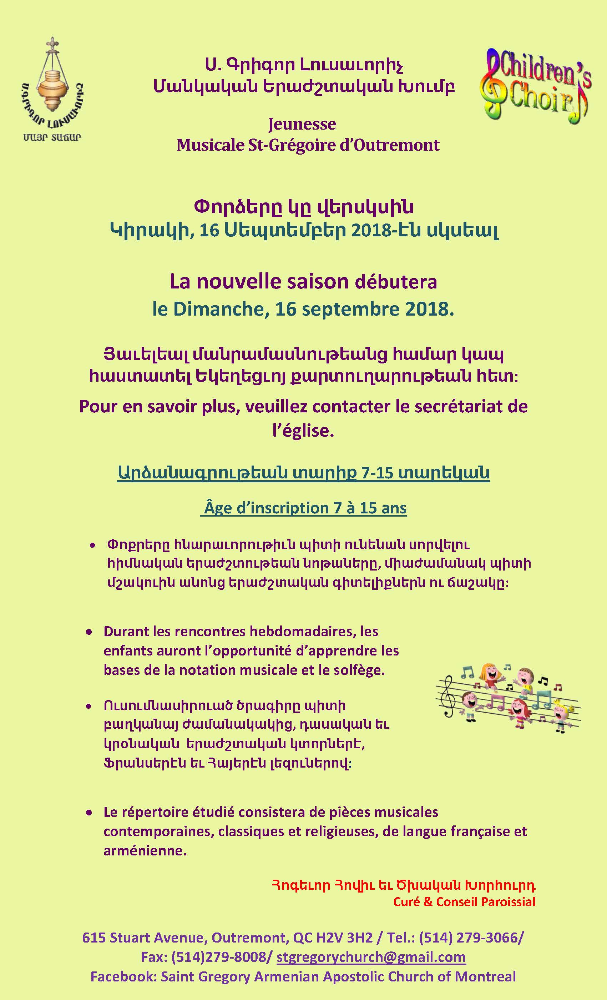 Ս. Գրիգոր Լուսաւորիչ
Մանկական Երաժշտական Խումբ
Children's
Choir
Ս. ԳՐԻԳՈՐ ԼՈՒՍԱՒՈՐԻՉ
ՄԱՅՐ ՏԱՃԱՐ
Jeunesse
Musicale St-Grégoire d’Outremont
Փորձերը կը վերսկսին
Կիրակի, 16 Սեպտեմբեր 2018-էն սկսեալ
La nouvelle saison débutera
le Dimanche, 16 septembre 2018.
Յաւելեալ մանրամասնութեանց համար կապ
հաստատել Եկեղեցւոյ քարտուղարութեան հետ։
Pour en savoir plus, veuillez contacter le secrétariat de
l’église.
Արձանագրութեան տարիք 7-15 տարեկան
Âge d’inscription 7 à 15 ans
• Փոքրերը հնարաւորութիւն պիտի ունենան սորվելու
հիմնական երաժշտութեան նոթաները, միաժամանակ պիտի
մշակուին անոնց երաժշտական գիտելիքներն ու ճաշակը։
• Durant les rencontres hebdomadaires, les
enfants auront l’opportunité d’apprendre les
bases de la notation musicale et le solfège.
• Ուսումնասիրուած ծրագիրը պիտի
բաղկանայ ժամանակակից, դասական եւ
կրօնական երաժշտական կտորներէ,
Ֆրանսերէն եւ Հայերէն լեզուներով։
• Le répertoire étudié consistera de pièces musicales
contemporaines, classiques et religieuses, de langue française et
arménienne.
Հոգեւոր Հովիւ եւ Ծխական Խորհուրդ
Curé & Conseil Paroissial
615 Stuart Avenue, Outremont, QC H2V 3H2 / Tel.: (514) 279-3066/
Fax: (514)279-8008/ stgregorychurch@gmail.com
Facebook: Saint Gregory Armenian Apostolic Church of Montreal